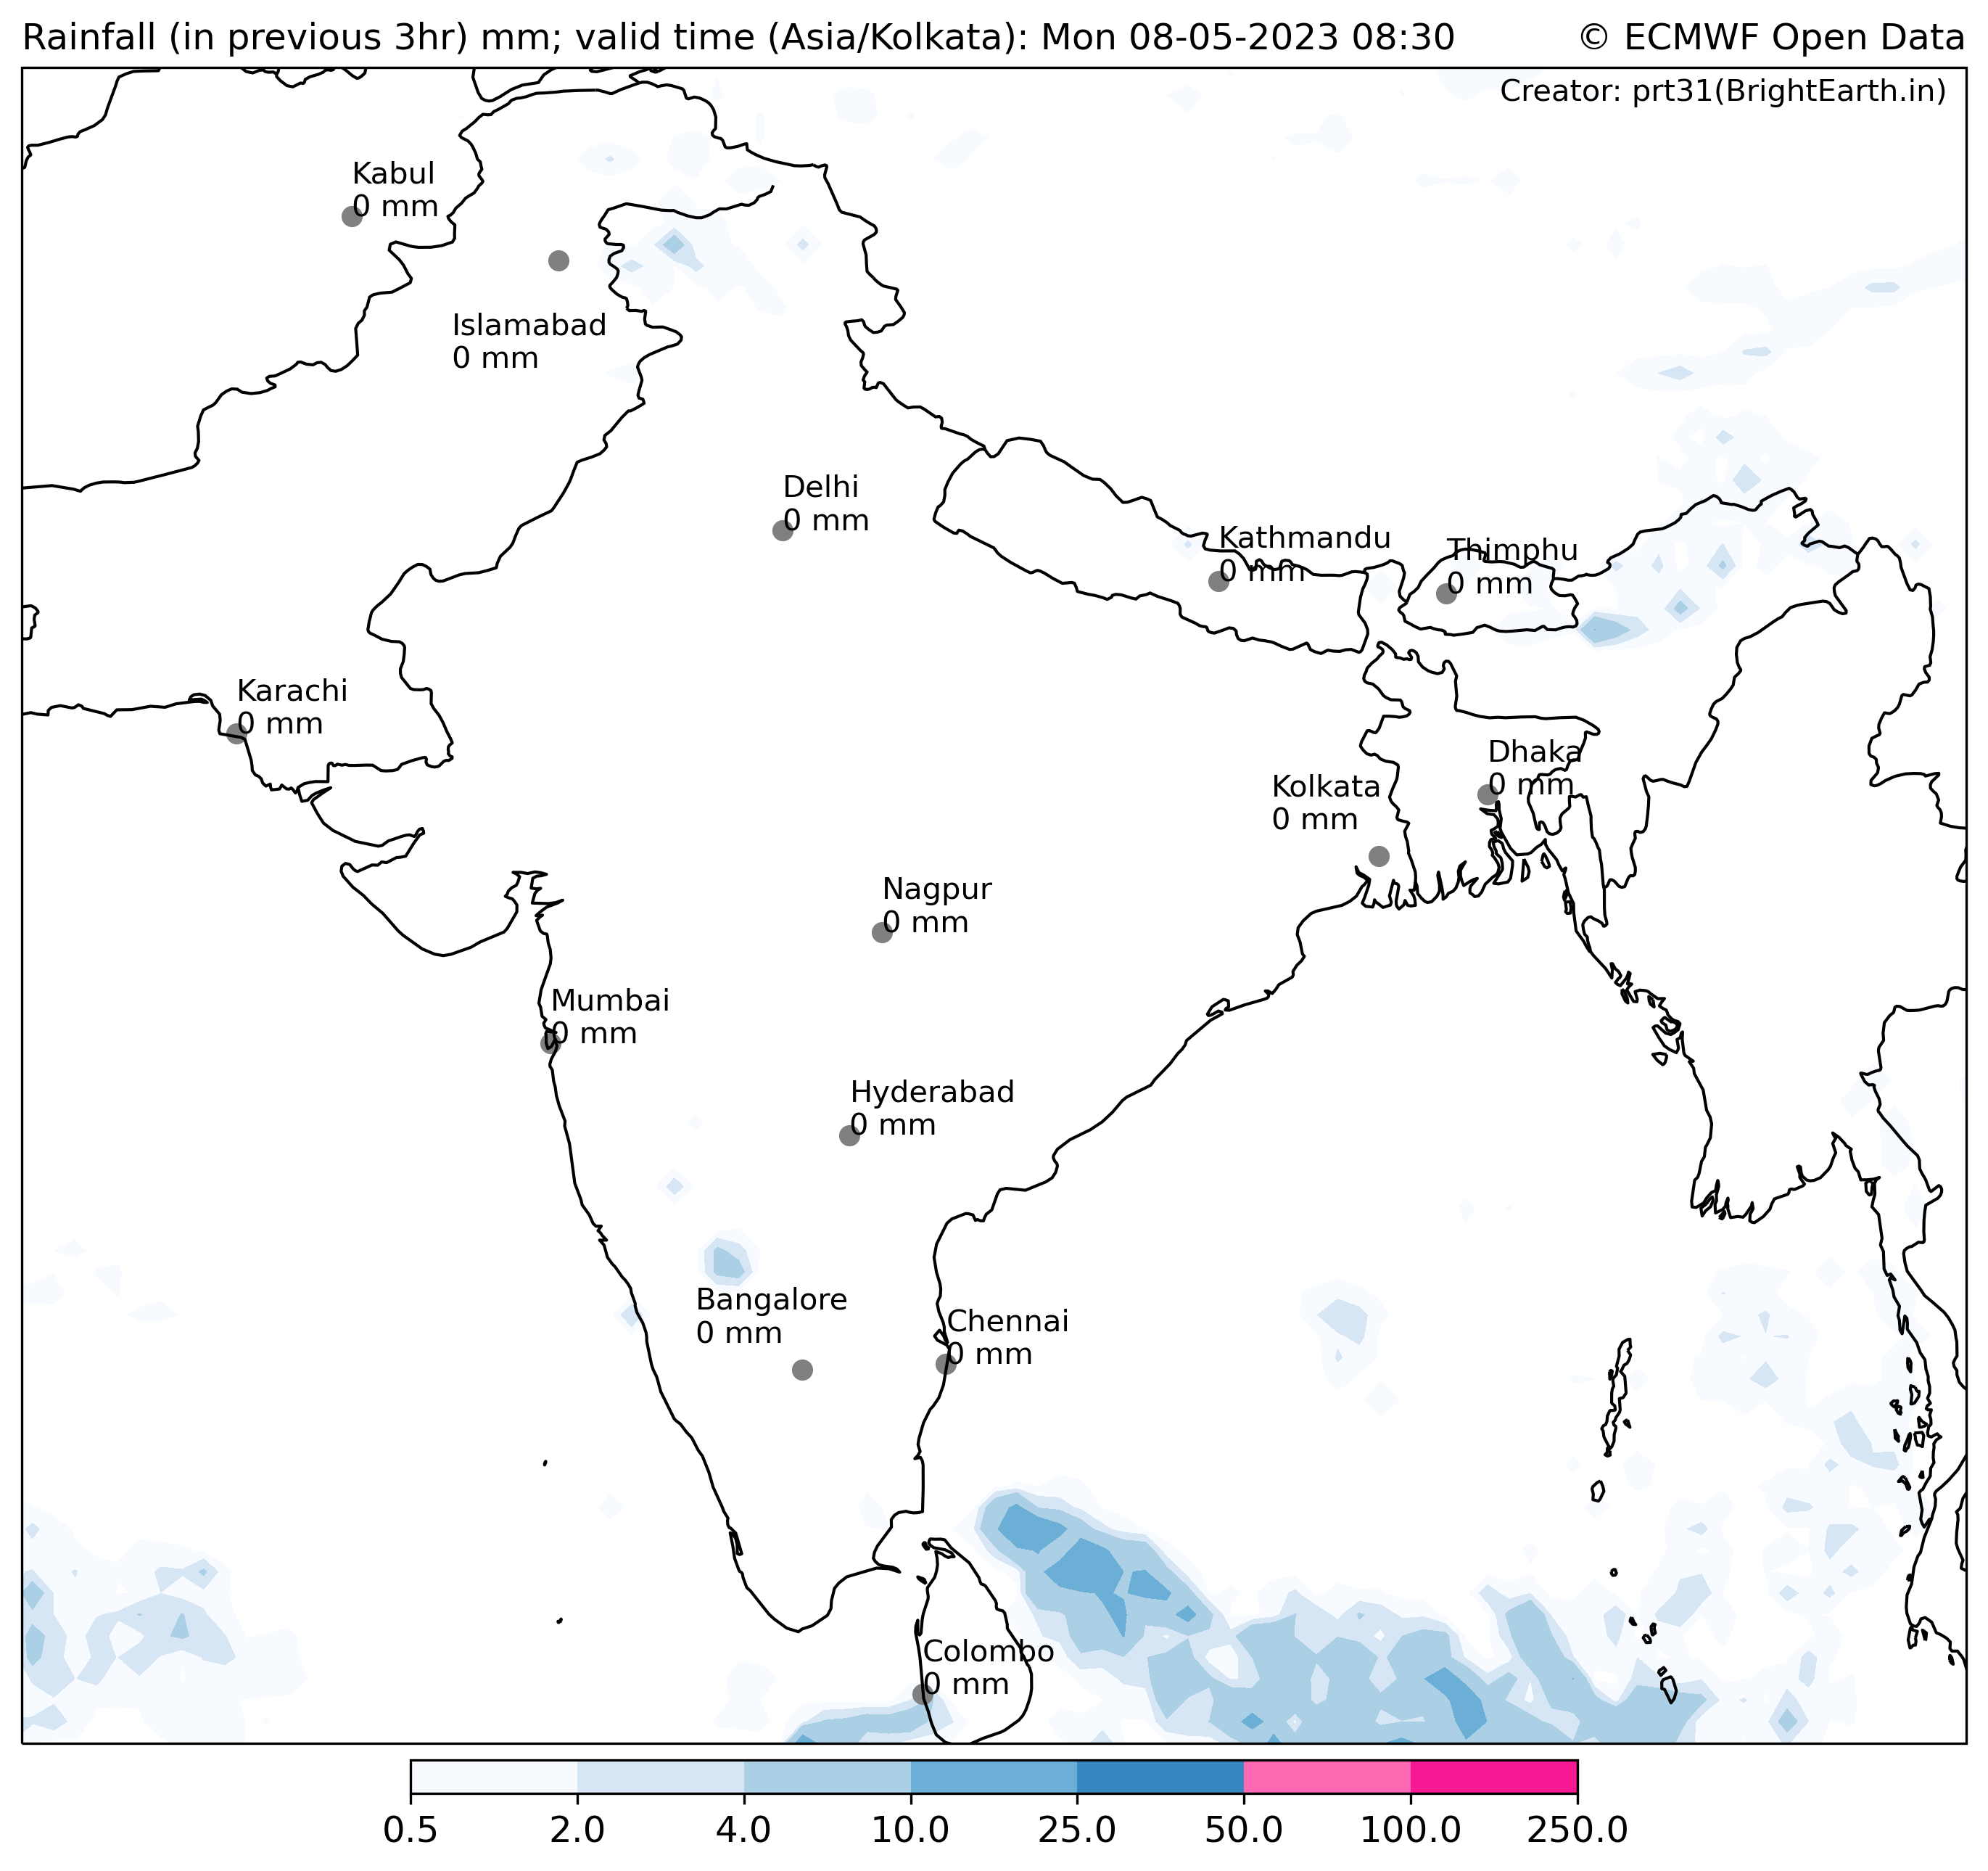 Rainfall (in previous 3hr) mm; valid time (Asia/Kolkata): Mon 08-05-2023 08:30
© ECMWF Open Data
Creator: prt31(BrightEarth.in)
Kabul
0 mm
Islamabad
0 mm
Delhi
0 mm
Kathmandu
0 mm
Thimphu
0 mm
Karachi
0 mm
Dhaka
0 mm
Kolkata
0 mm
Nagpur
0 mm
Mumbai
0 mm
Hyderabad
0 mm
Bangalore
0 mm
Chennai
0 mm
Colombo
0 mm
0.5 2.0 4.0 10.0 25.0 50.0 100.0 250.0